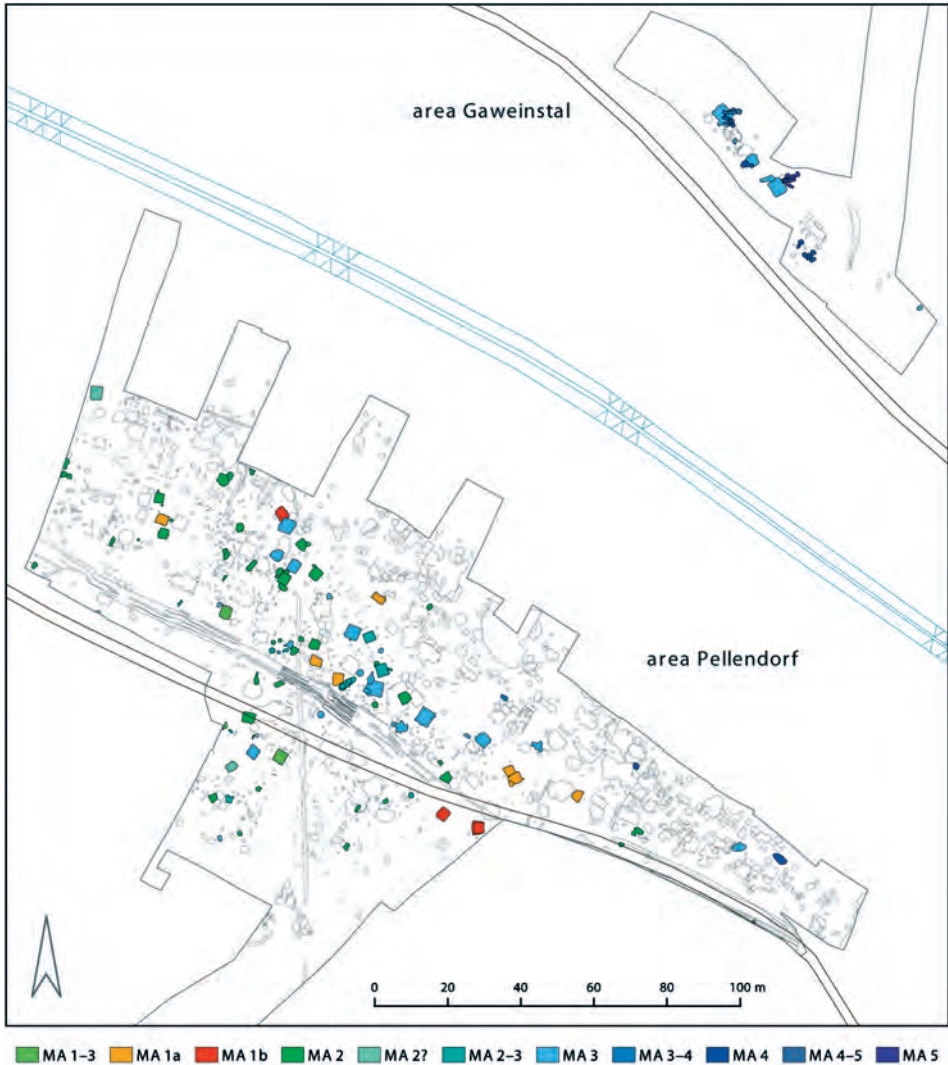 area Gaweinstal
area Pellendorf
0 20 40 60 80 100 m
MA 1–3 MA 1a MA 1b MA 2 MA 2? MA 2–3 MA 3 MA 3–4 MA 4 MA 4–5 MA 5